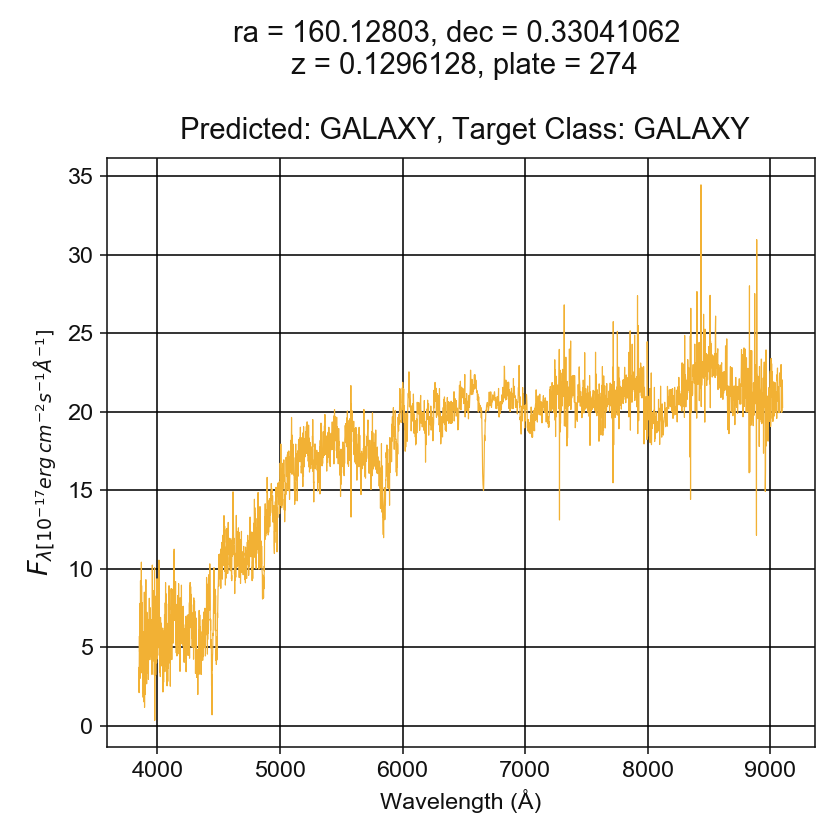 ra = 160.12803, dec = 0.33041062
z = 0.1296128, plate = 274
Predicted: GALAXY, Target Class: GALAXY
35
30
25
20
15
10
5
0
F_{λ[10^{−17}erg cm^{−2}s^{−1}Å^{−1}]}
4000 5000 6000 7000 8000 9000
Wavelength (Å)